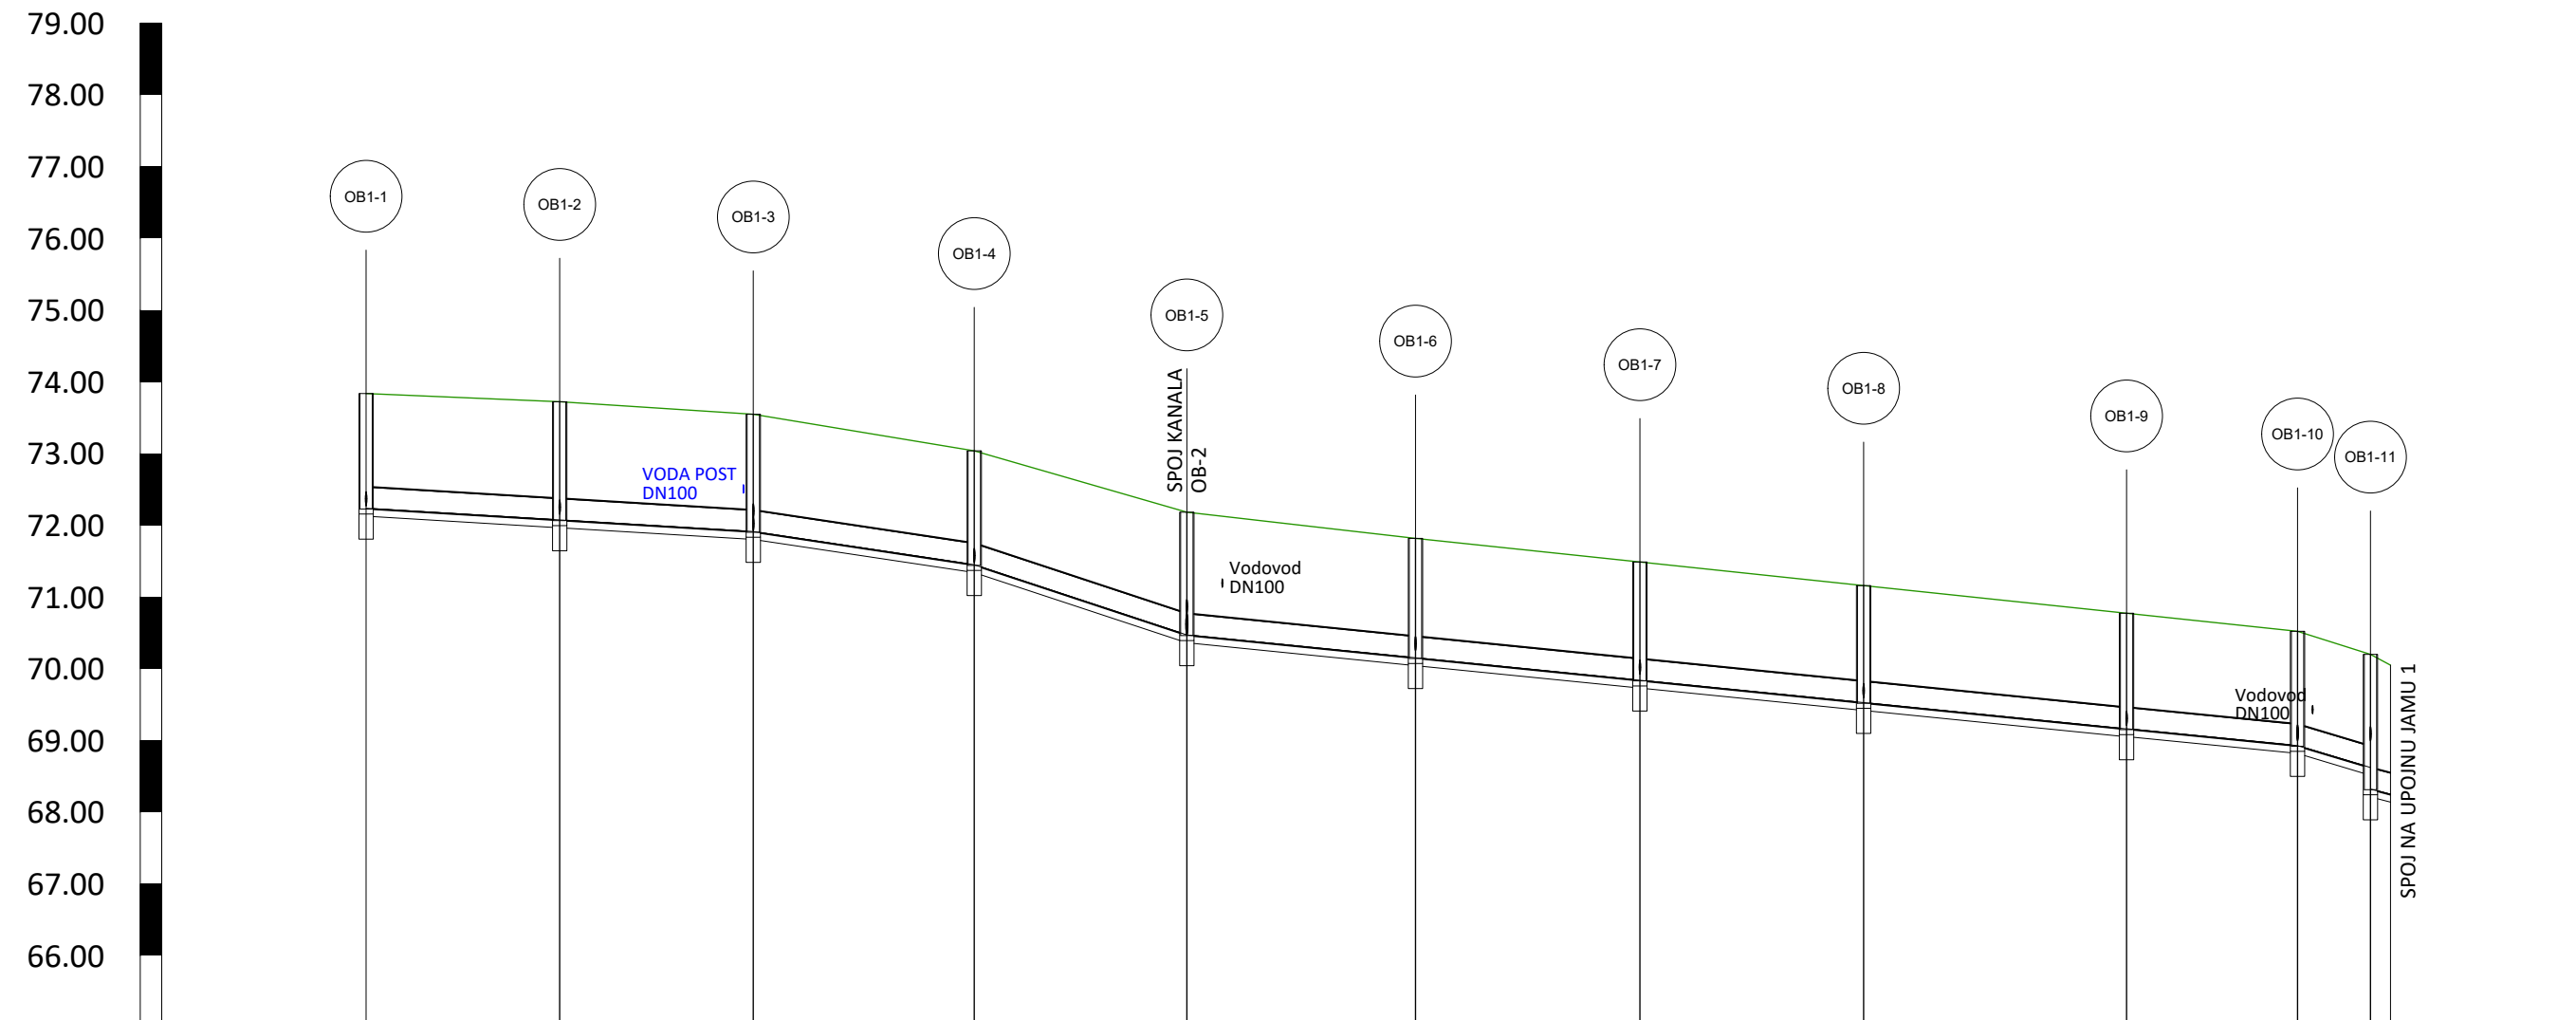 79.00
78.00
77.00
76.00
75.00
74.00
73.00
72.00
71.00
70.00
69.00
68.00
67.00
66.00
OB1-1
OB1-2
OB1-3
OB1-4
OB1-5
OB1-6
OB1-7
OB1-8
OB1-9
OB1-10
OB1-11
VODA POST
DN100
SPOJ KANALA
OB-2
Vodovod
DN100
Vodovod
DN100
SPOJ NA UPOJNU JAMU 1